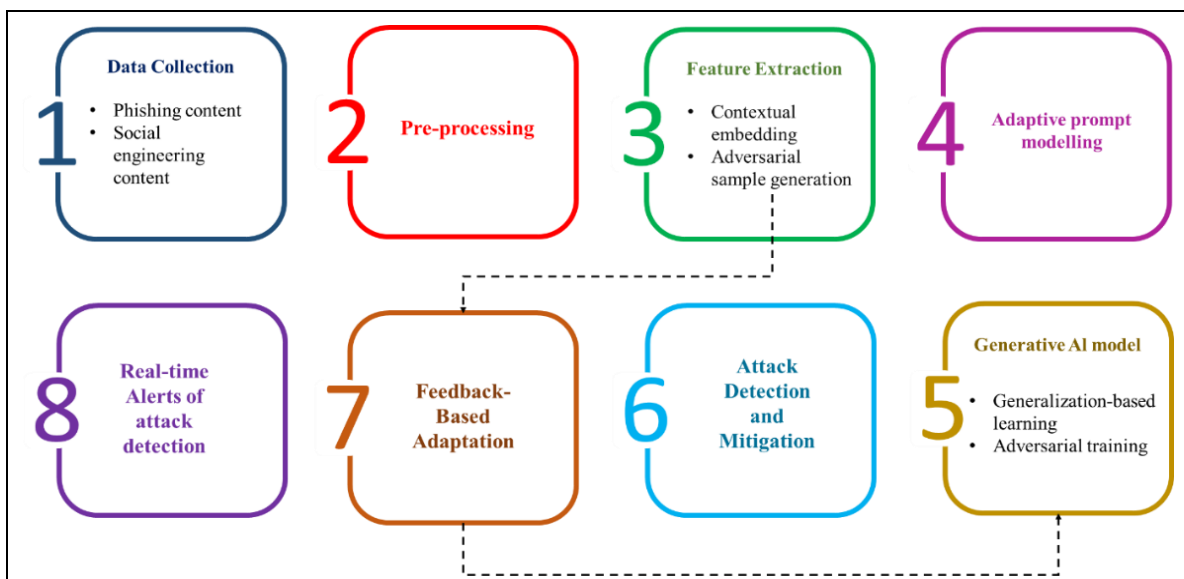 1
Data Collection
• Phishing content
• Social
engineering
content
2
Pre-processing
3
Feature Extraction
• Contextual
embedding
• Adversarial
sample generation
4
Adaptive prompt
modelling
8
Real-time
Alerts of
attack
detection
7
Feedback-
Based
Adaptation
6
Attack
Detection
and
Mitigation
5
Generative AI model
• Generalization-based
learning
• Adversarial training